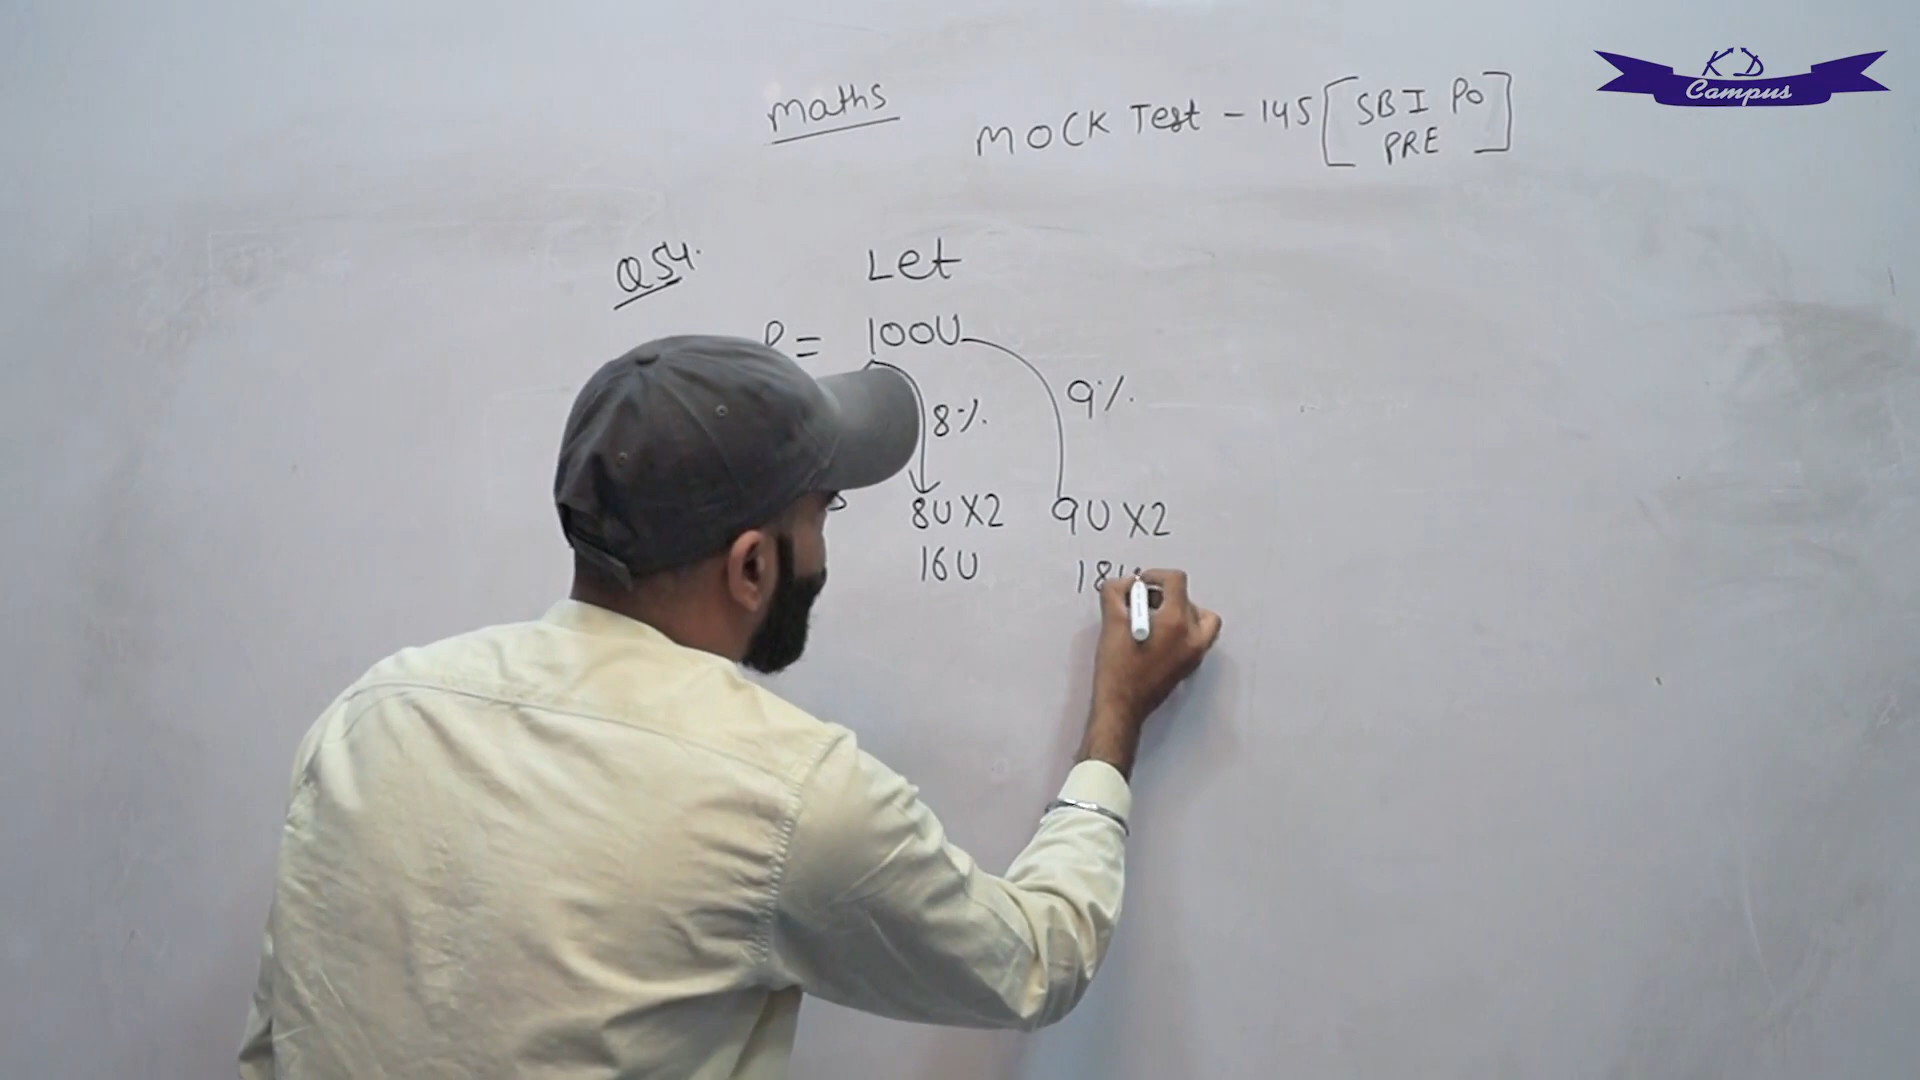 KD
Campus
Maths
MOCK Test - 145 [SBI PO
PRE]
Q54.
Let
P = 100U
8%
9%
8U X2 9U X2
16U 18U